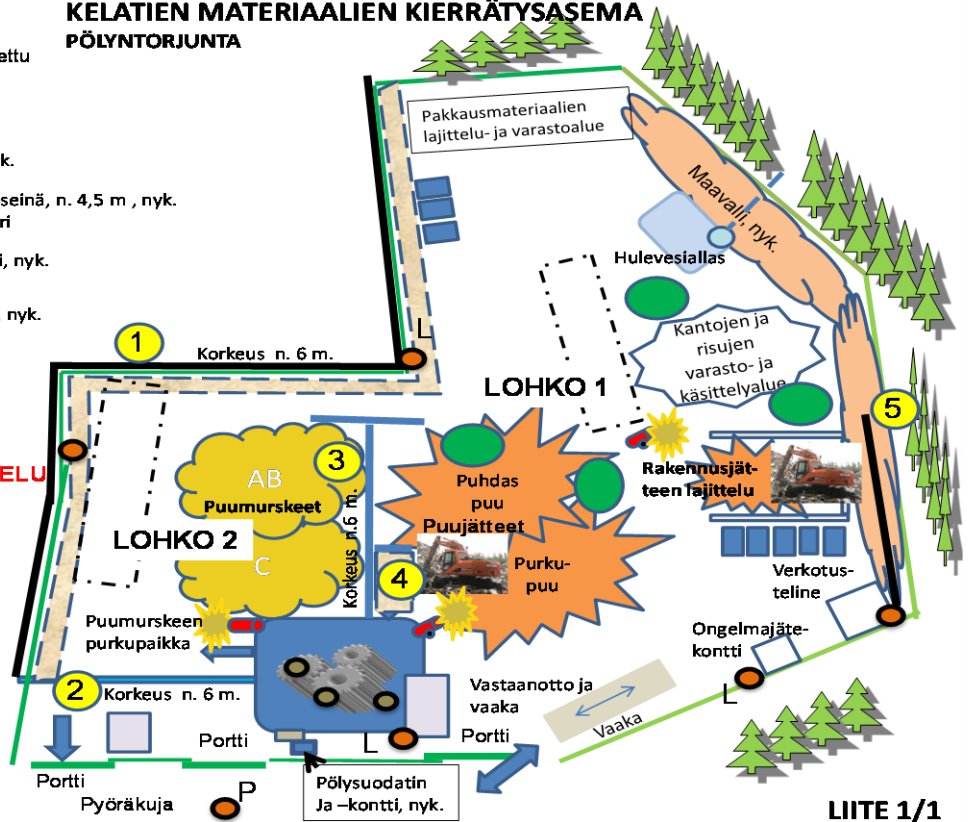 KELATIEN MATERIAALIEN KIERRÄTYSASEMA
PÖLYNTORJUNTA
ettu
k.
seinä, n. 4,5 m , nyk.
ri
i, nyk.
, nyk.
Pakkausmateriaalien
lajittelu- ja varastoalue
Maavalli, nyk.
Hulevesiallas
Kantojen ja
risujen
varasto- ja
käsittelyalue
1
Korkeus n. 6 m.
L
LOHKO 1
5
ELU
AB
Puumurskeet
C
3
Korkeus n.6 m.
Puhdas
puu
Puujätteet
Purku-
puu
Rakennusjät-
teen lajittelu
LOHKO 2
4
Verkotus-
teline
Puumurskeen
purkupaikka
Ongelmajäte-
kontti
2
Korkeus n. 6 m.
Vastaanotto ja
vaaka
Vaaka
L
L
Portti
Portti
Portti
Pyöräkuja
P
Pölysuodatin
Ja –kontti, nyk.
LIITE 1/1